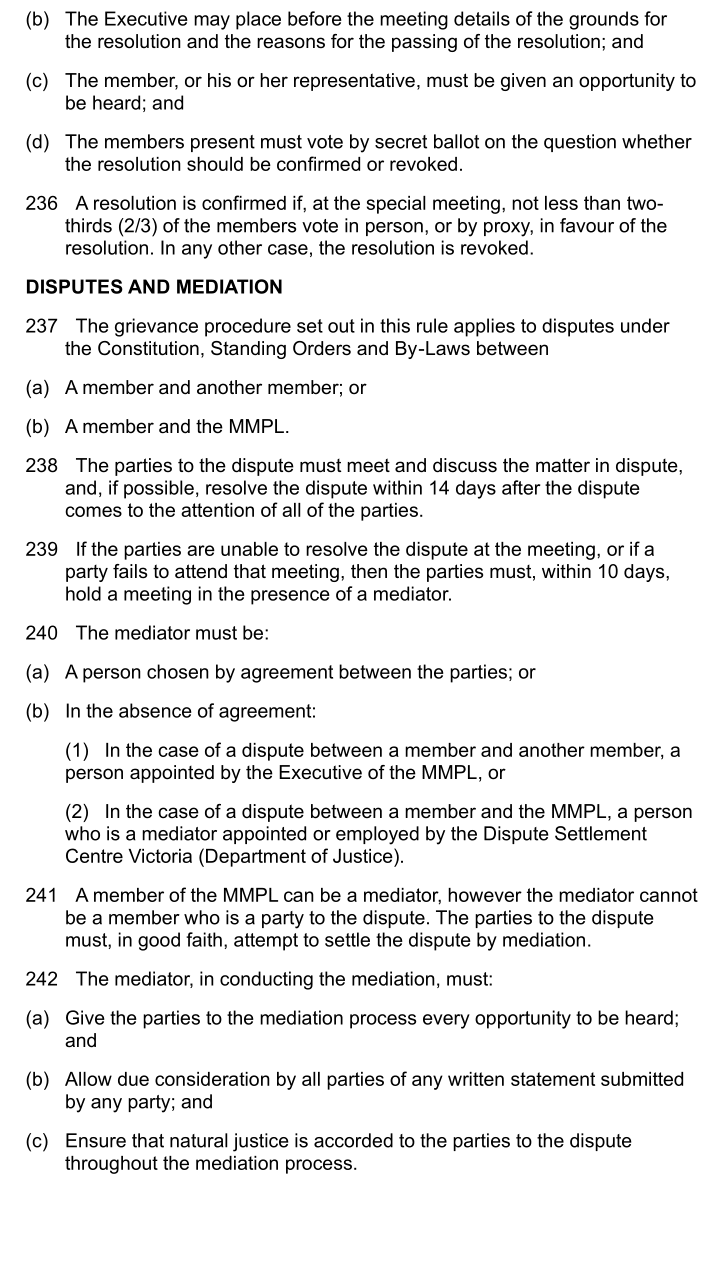 (b) The Executive may place before the meeting details of the grounds for
the resolution and the reasons for the passing of the resolution; and
(c) The member, or his or her representative, must be given an opportunity to
be heard; and
(d) The members present must vote by secret ballot on the question whether
the resolution should be confirmed or revoked.
236 A resolution is confirmed if, at the special meeting, not less than two-
thirds (2/3) of the members vote in person, or by proxy, in favour of the
resolution. In any other case, the resolution is revoked.
DISPUTES AND MEDIATION
237 The grievance procedure set out in this rule applies to disputes under
the Constitution, Standing Orders and By-Laws between
(a) A member and another member; or
(b) A member and the MMPL.
238 The parties to the dispute must meet and discuss the matter in dispute,
and, if possible, resolve the dispute within 14 days after the dispute
comes to the attention of all of the parties.
239 If the parties are unable to resolve the dispute at the meeting, or if a
party fails to attend that meeting, then the parties must, within 10 days,
hold a meeting in the presence of a mediator.
240 The mediator must be:
(a) A person chosen by agreement between the parties; or
(b) In the absence of agreement:
(1) In the case of a dispute between a member and another member, a
person appointed by the Executive of the MMPL, or
(2) In the case of a dispute between a member and the MMPL, a person
who is a mediator appointed or employed by the Dispute Settlement
Centre Victoria (Department of Justice).
241 A member of the MMPL can be a mediator, however the mediator cannot
be a member who is a party to the dispute. The parties to the dispute
must, in good faith, attempt to settle the dispute by mediation.
242 The mediator, in conducting the mediation, must:
(a) Give the parties to the mediation process every opportunity to be heard;
and
(b) Allow due consideration by all parties of any written statement submitted
by any party; and
(c) Ensure that natural justice is accorded to the parties to the dispute
throughout the mediation process.